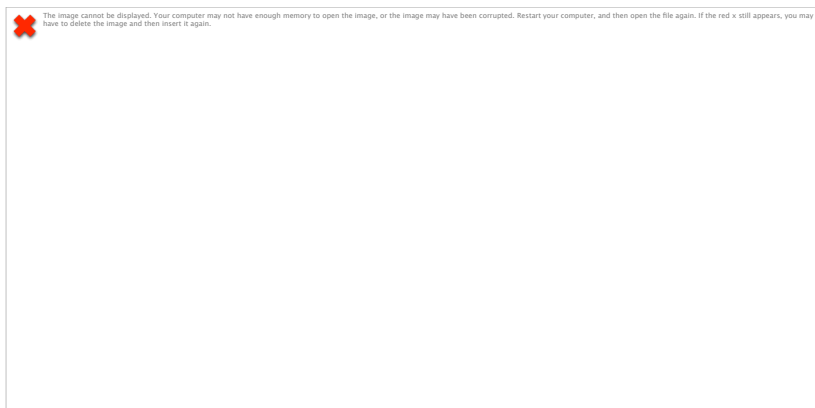 The image cannot be displayed. Your computer may not have enough memory to open the image, or the image may have been corrupted. Restart your computer, and then open the file again. If the red x still appears, you may
have to delete the image and then insert it again.